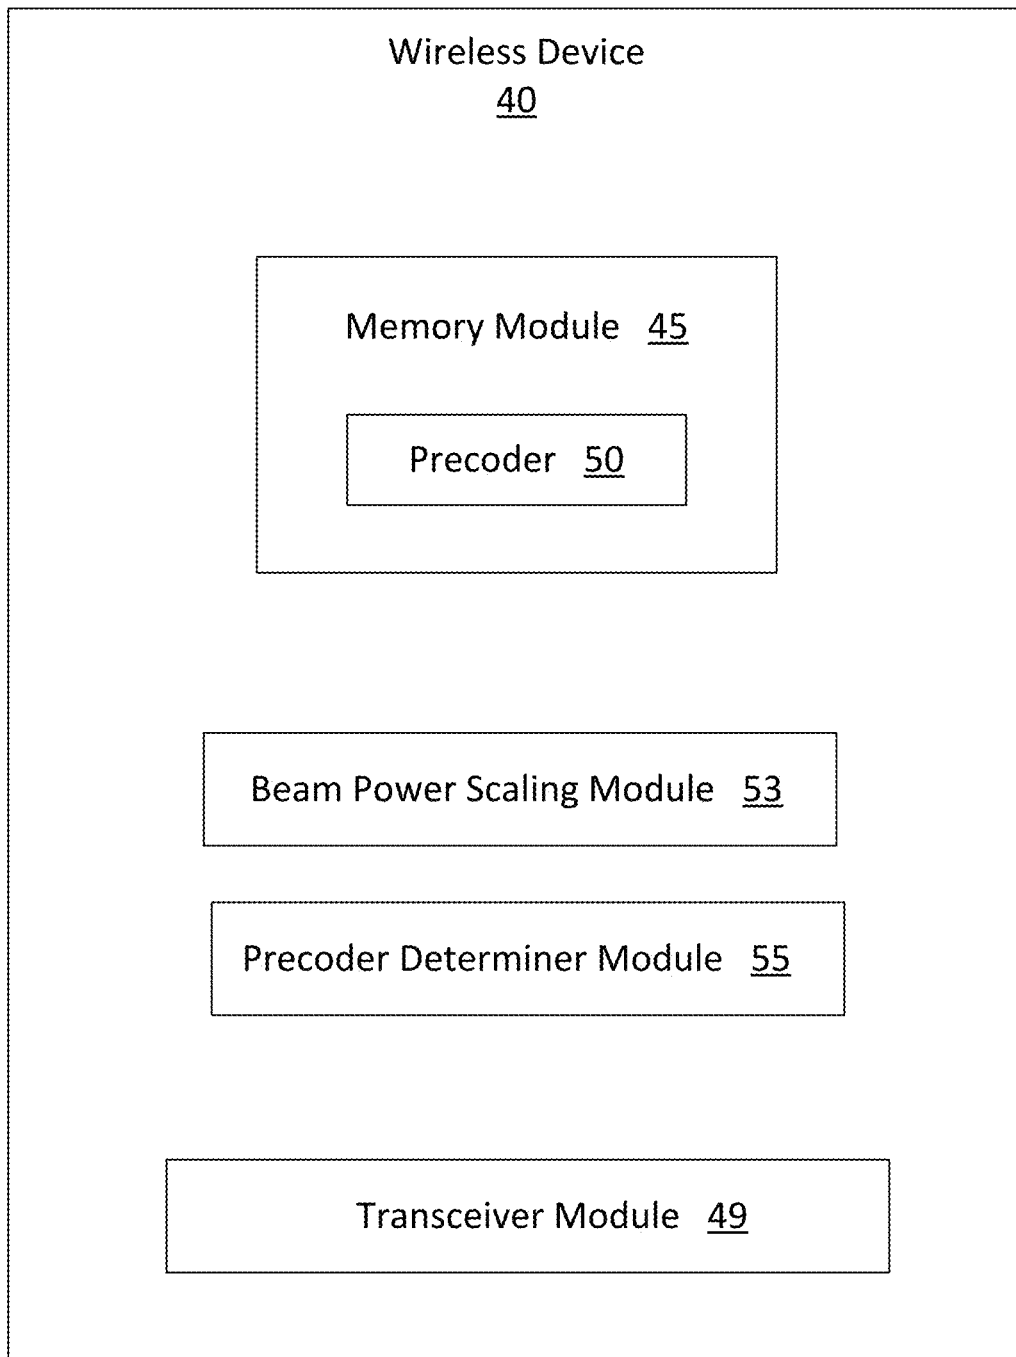 Wireless Device
40
Memory Module 45
Precoder 50
Beam Power Scaling Module 53
Precoder Determiner Module 55
Transceiver Module 49